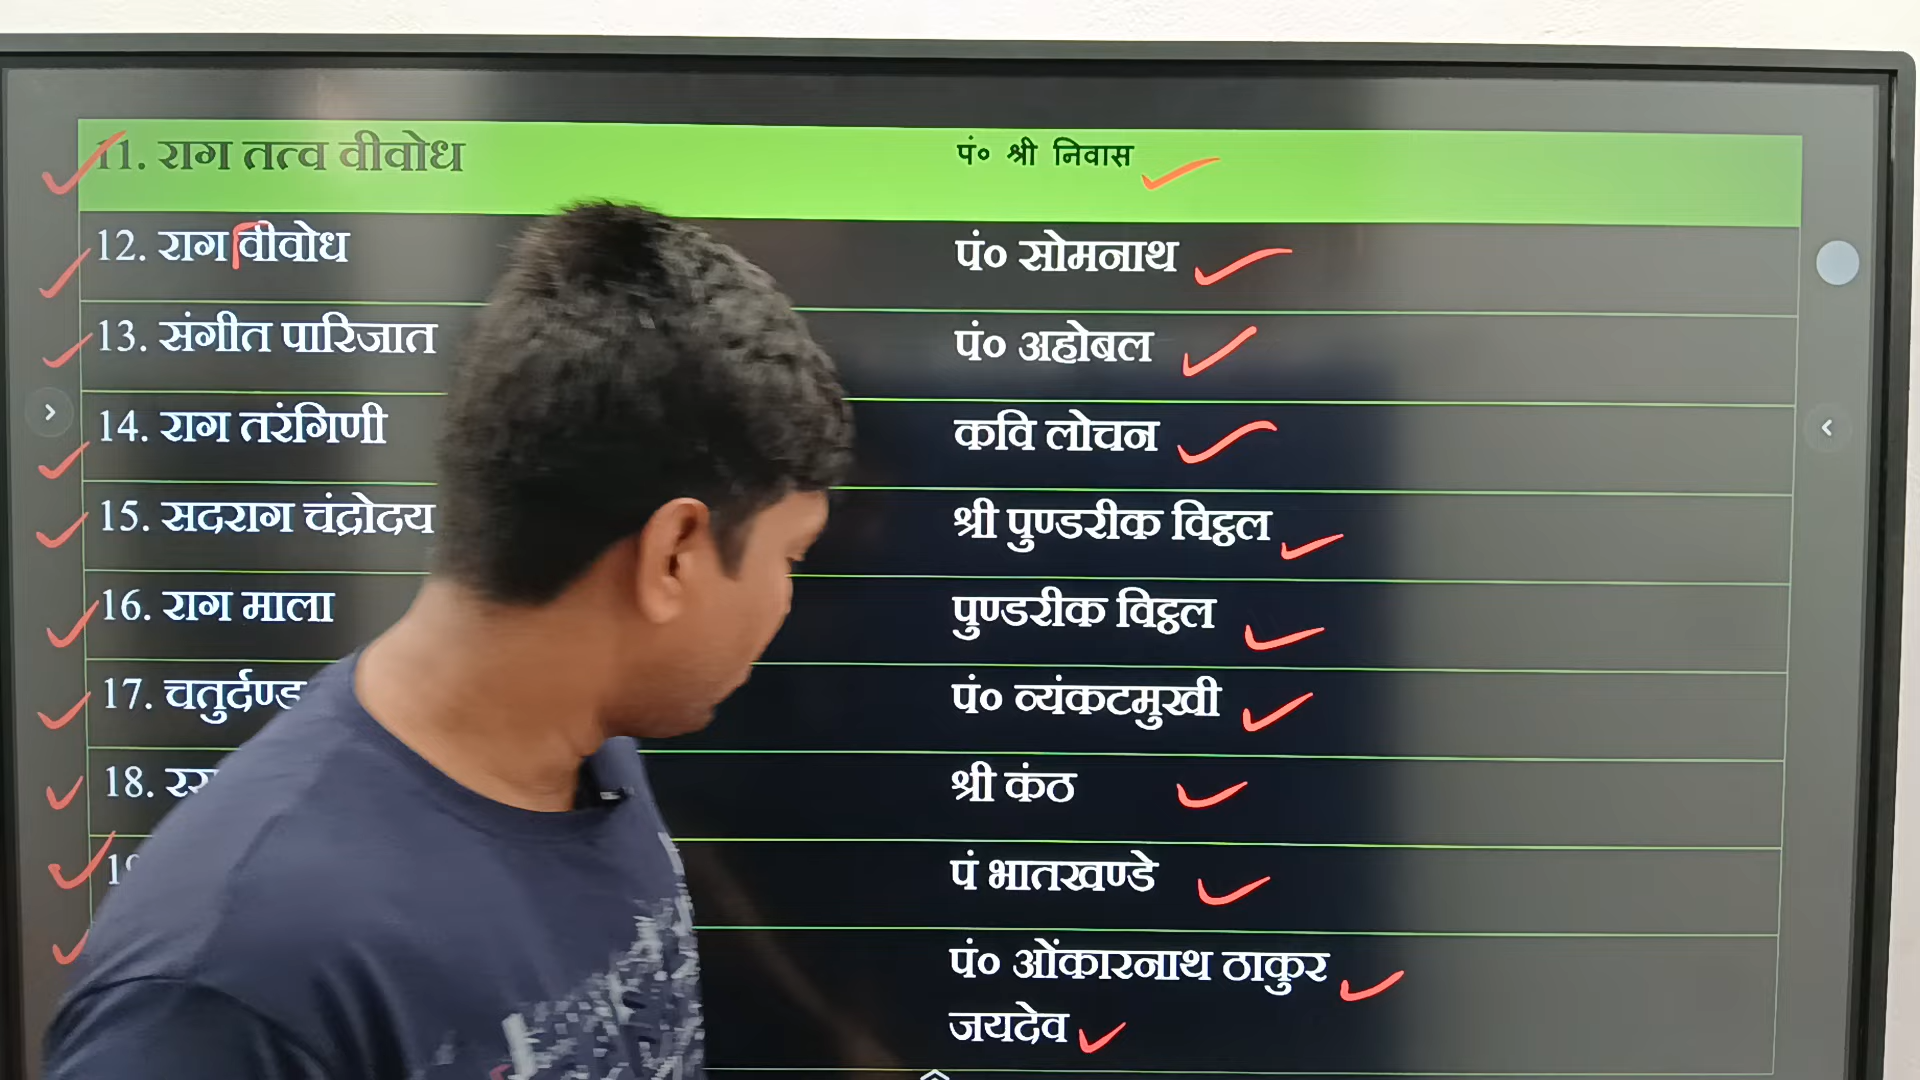 11. राग तत्व वीवोध पं० श्री निवास
12. राग वीवोध पं० सोमनाथ
13. संगीत पारिजात पं० अहोबल
14. राग तरंगिणी कवि लोचन
15. सदराग चंद्रोदय श्री पुण्डरीक विट्ठल
16. राग माला पुण्डरीक विट्ठल
17. पं० व्यंकटमुखी
18. श्री कंठ
पं भातखण्डे
पं० ओंकारनाथ ठाकुर
जयदेव